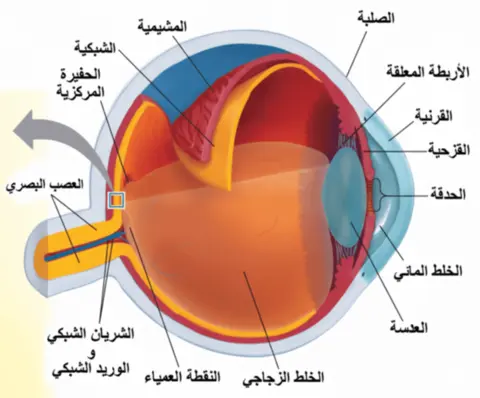 المشيمية
الصلبة
الشبكية
الحفيرة
المركزية
الأربطة المعلقة
القرنية
القزحية
العصب البصري
الحدقة
الخلط المائي
العدسة
الشريان الشبكي
و
الوريد الشبكي
النقطة العمياء
الخلط الزجاجي